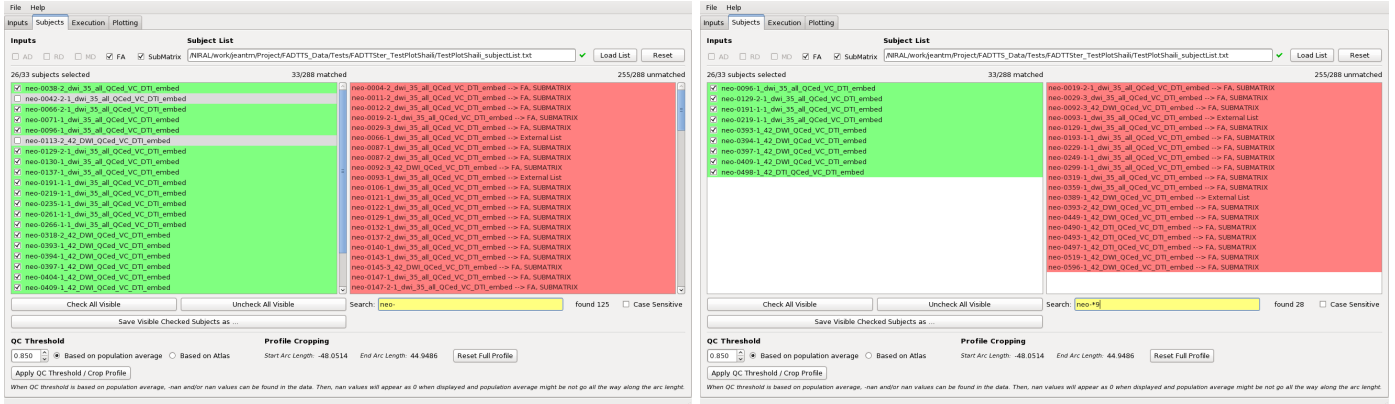 File Help
Inputs Subjects Execution Plotting
Inputs Subject List
AD RD MD FA SubMatrix /NIRAL/work/jeantm/Project/FADTTS_Data/Tests/FADTTSter_TestPlotShaili/TestPlotShaili_subjectList.txt Load List Reset
26/33 subjects selected 33/288 matched 255/288 unmatched
neo-0038-2_dwi_35_all_QCed_VC_DTI_embed
neo-0042-2-1_dwi_35_all_QCed_VC_DTI_embed
neo-0066-2-1_dwi_35_all_QCed_VC_DTI_embed
neo-0071-1_dwi_35_all_QCed_VC_DTI_embed
neo-0096-1_dwi_35_all_QCed_VC_DTI_embed
neo-0113-2_42_DWI_QCed_VC_DTI_embed
neo-0129-2-1_dwi_35_all_QCed_VC_DTI_embed
neo-0130-1_dwi_35_all_QCed_VC_DTI_embed
neo-0137-1_dwi_35_all_QCed_VC_DTI_embed
neo-0191-1-1_dwi_35_all_QCed_VC_DTI_embed
neo-0219-1-1_dwi_35_all_QCed_VC_DTI_embed
neo-0235-1-1_dwi_35_all_QCed_VC_DTI_embed
neo-0261-1-1_dwi_35_all_QCed_VC_DTI_embed
neo-0266-1-1_dwi_35_all_QCed_VC_DTI_embed
neo-0318-2_42_DWI_QCed_VC_DTI_embed
neo-0393-1_42_DWI_QCed_VC_DTI_embed
neo-0394-1_42_DWI_QCed_VC_DTI_embed
neo-0397-1_42_DWI_QCed_VC_DTI_embed
neo-0404-1_42_DWI_QCed_VC_DTI_embed
neo-0409-1_42_DWI_QCed_VC_DTI_embed
neo-0004-2_dwi_35_all_QCed_VC_DTI_embed --> FA, SUBMATRIX
neo-0011-2_dwi_35_all_QCed_VC_DTI_embed --> FA, SUBMATRIX
neo-0012-2_dwi_35_all_QCed_VC_DTI_embed --> FA, SUBMATRIX
neo-0019-2-1_dwi_35_all_QCed_VC_DTI_embed --> FA, SUBMATRIX
neo-0029-3_dwi_35_all_QCed_VC_DTI_embed --> FA, SUBMATRIX
neo-0066-1_dwi_35_all_QCed_VC_DTI_embed --> External List
neo-0087-1_dwi_35_all_QCed_VC_DTI_embed --> FA, SUBMATRIX
neo-0087-2_dwi_35_all_QCed_VC_DTI_embed --> FA, SUBMATRIX
neo-0092-3_42_DWI_QCed_VC_DTI_embed --> FA, SUBMATRIX
neo-0093-1_dwi_35_all_QCed_VC_DTI_embed --> External List
neo-0106-1_dwi_35_all_QCed_VC_DTI_embed --> FA, SUBMATRIX
neo-0121-1_dwi_35_all_QCed_VC_DTI_embed --> FA, SUBMATRIX
neo-0122-1_dwi_35_all_QCed_VC_DTI_embed --> FA, SUBMATRIX
neo-0129-1_dwi_35_all_QCed_VC_DTI_embed --> FA, SUBMATRIX
neo-0132-1_dwi_35_all_QCed_VC_DTI_embed --> FA, SUBMATRIX
neo-0137-2_dwi_35_all_QCed_VC_DTI_embed --> FA, SUBMATRIX
neo-0140-1_dwi_35_all_QCed_VC_DTI_embed --> FA, SUBMATRIX
neo-0143-1_dwi_35_all_QCed_VC_DTI_embed --> FA, SUBMATRIX
neo-0145-3_42_DWI_QCed_VC_DTI_embed --> FA, SUBMATRIX
neo-0147-1_dwi_35_all_QCed_VC_DTI_embed --> FA, SUBMATRIX
neo-0147-2-1_dwi_35_all_QCed_VC_DTI_embed --> FA, SUBMATRIX
Check All Visible Uncheck All Visible Search: neo- found 125 Case Sensitive
Save Visible Checked Subjects as ...
QC Threshold Profile Cropping
0.850 Based on population average Based on Atlas Start Arc Length: -48.0514 End Arc Length: 44.9486 Reset Full Profile
Apply QC Threshold / Crop Profile
When QC threshold is based on population average, -nan and/or nan values can be found in the data. Then, nan values will appear as 0 when displayed and population average might be not go all the way along the arc lenght.
File Help
Inputs Subjects Execution Plotting
Inputs Subject List
AD RD MD FA SubMatrix /NIRAL/work/jeantm/Project/FADTTS_Data/Tests/FADTTSter_TestPlotShaili/TestPlotShaili_subjectList.txt Load List Reset
26/33 subjects selected 33/288 matched 255/288 unmatched
neo-0096-1_dwi_35_all_QCed_VC_DTI_embed
neo-0129-2-1_dwi_35_all_QCed_VC_DTI_embed
neo-0191-1-1_dwi_35_all_QCed_VC_DTI_embed
neo-0219-1-1_dwi_35_all_QCed_VC_DTI_embed
neo-0393-1_42_DWI_QCed_VC_DTI_embed
neo-0394-1_42_DWI_QCed_VC_DTI_embed
neo-0397-1_42_DWI_QCed_VC_DTI_embed
neo-0409-1_42_DWI_QCed_VC_DTI_embed
neo-0498-1_42_DTI_QCed_VC_DTI_embed
neo-0019-2-1_dwi_35_all_QCed_VC_DTI_embed --> FA, SUBMATRIX
neo-0029-3_dwi_35_all_QCed_VC_DTI_embed --> FA, SUBMATRIX
neo-0092-3_42_DWI_QCed_VC_DTI_embed --> FA, SUBMATRIX
neo-0093-1_dwi_35_all_QCed_VC_DTI_embed --> External List
neo-0129-1_dwi_35_all_QCed_VC_DTI_embed --> FA, SUBMATRIX
neo-0193-1-1_dwi_35_all_QCed_VC_DTI_embed --> FA, SUBMATRIX
neo-0229-1-1_dwi_35_all_QCed_VC_DTI_embed --> FA, SUBMATRIX
neo-0249-1-1_dwi_35_all_QCed_VC_DTI_embed --> FA, SUBMATRIX
neo-0299-1-1_dwi_35_all_QCed_VC_DTI_embed --> FA, SUBMATRIX
neo-0319-1_dwi_35_all_QCed_VC_DTI_embed --> FA, SUBMATRIX
neo-0359-1_dwi_35_all_QCed_VC_DTI_embed --> FA, SUBMATRIX
neo-0389-1_42_DWI_QCed_VC_DTI_embed --> External List
neo-0393-2_42_DWI_QCed_VC_DTI_embed --> FA, SUBMATRIX
neo-0449-1_42_DWI_QCed_VC_DTI_embed --> FA, SUBMATRIX
neo-0490-1_42_DTI_QCed_VC_DTI_embed --> FA, SUBMATRIX
neo-0493-1_42_DTI_QCed_VC_DTI_embed --> FA, SUBMATRIX
neo-0497-1_42_DTI_QCed_VC_DTI_embed --> FA, SUBMATRIX
neo-0519-1_42_DWI_QCed_VC_DTI_embed --> FA, SUBMATRIX
neo-0596-1_42_DWI_QCed_VC_DTI_embed --> FA, SUBMATRIX
Check All Visible Uncheck All Visible Search: neo-*9 found 28 Case Sensitive
Save Visible Checked Subjects as ...
QC Threshold Profile Cropping
0.850 Based on population average Based on Atlas Start Arc Length: -48.0514 End Arc Length: 44.9486 Reset Full Profile
Apply QC Threshold / Crop Profile
When QC threshold is based on population average, -nan and/or nan values can be found in the data. Then, nan values will appear as 0 when displayed and population average might be not go all the way along the arc lenght.